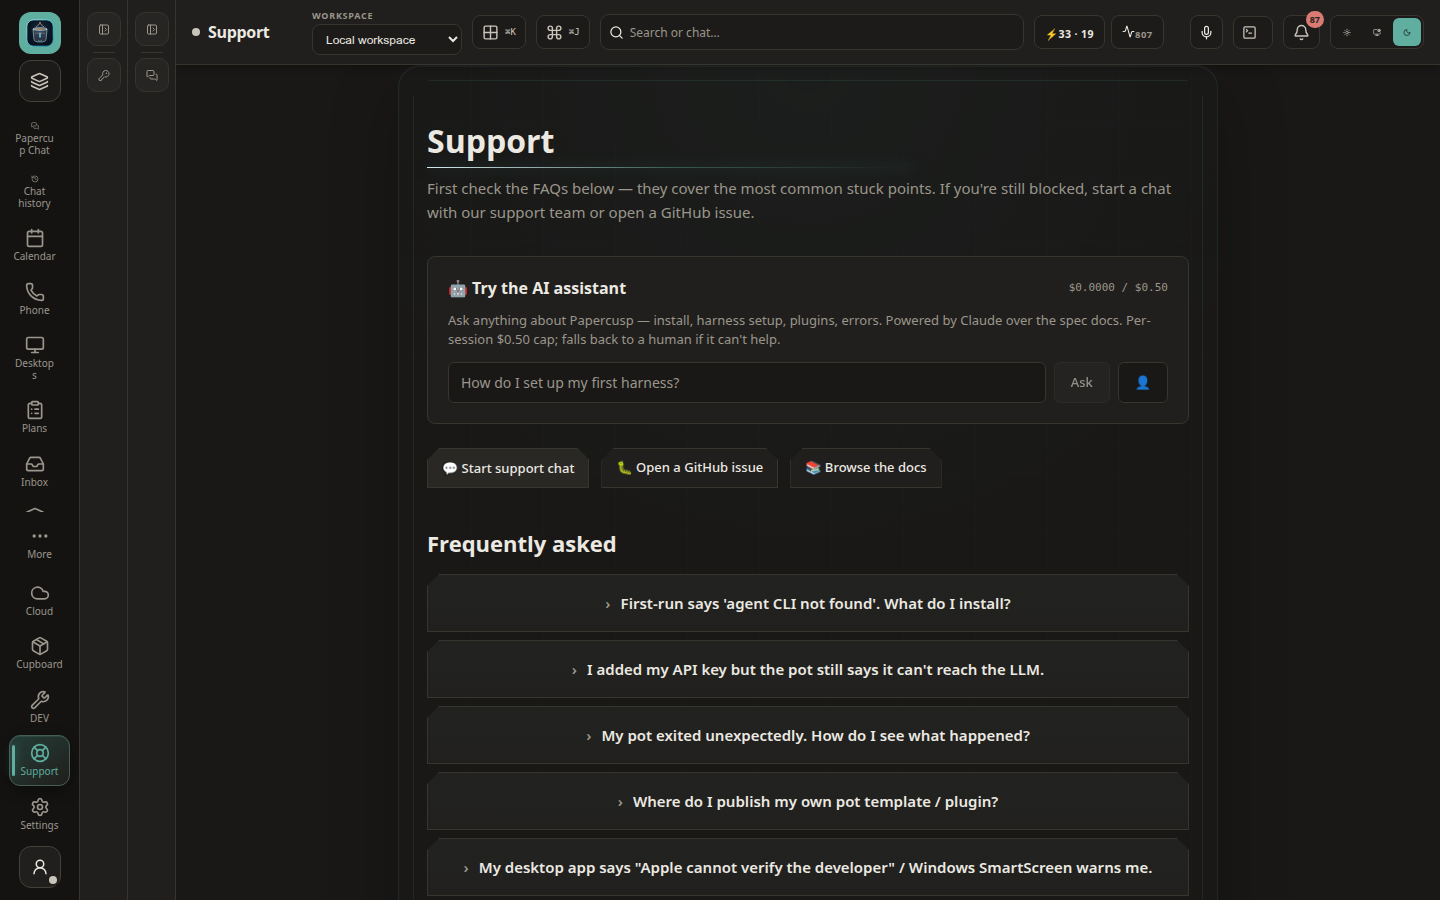 Support
WORKSPACE
Local workspace
⌘K
⌘J
Search or chat...
⚡33 · 19
807
87
Papercu
p Chat
Chat
history
Calendar
Phone
Desktop
s
Plans
Inbox
More
Cloud
Cupboard
DEV
Support
Settings
Support
First check the FAQs below — they cover the most common stuck points. If you're still blocked, start a chat
with our support team or open a GitHub issue.
🤖 Try the AI assistant
$0.0000 / $0.50
Ask anything about Papercusp — install, harness setup, plugins, errors. Powered by Claude over the spec docs. Per-
session $0.50 cap; falls back to a human if it can't help.
How do I set up my first harness?
Ask
💬 Start support chat
🐛 Open a GitHub issue
📚 Browse the docs
Frequently asked
› First-run says 'agent CLI not found'. What do I install?
› I added my API key but the pot still says it can't reach the LLM.
› My pot exited unexpectedly. How do I see what happened?
› Where do I publish my own pot template / plugin?
› My desktop app says "Apple cannot verify the developer" / Windows SmartScreen warns me.